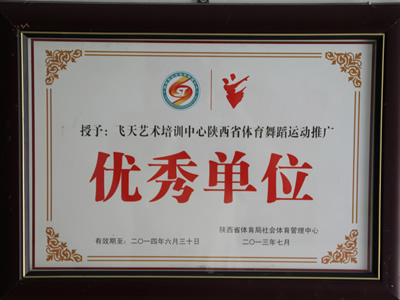 授予：飞天艺术培训中心陕西省体育舞蹈运动推广
优秀单位
陕西省体育局社会体育管理中心
有效期至：二〇一四年六月三十日
二〇一三年七月